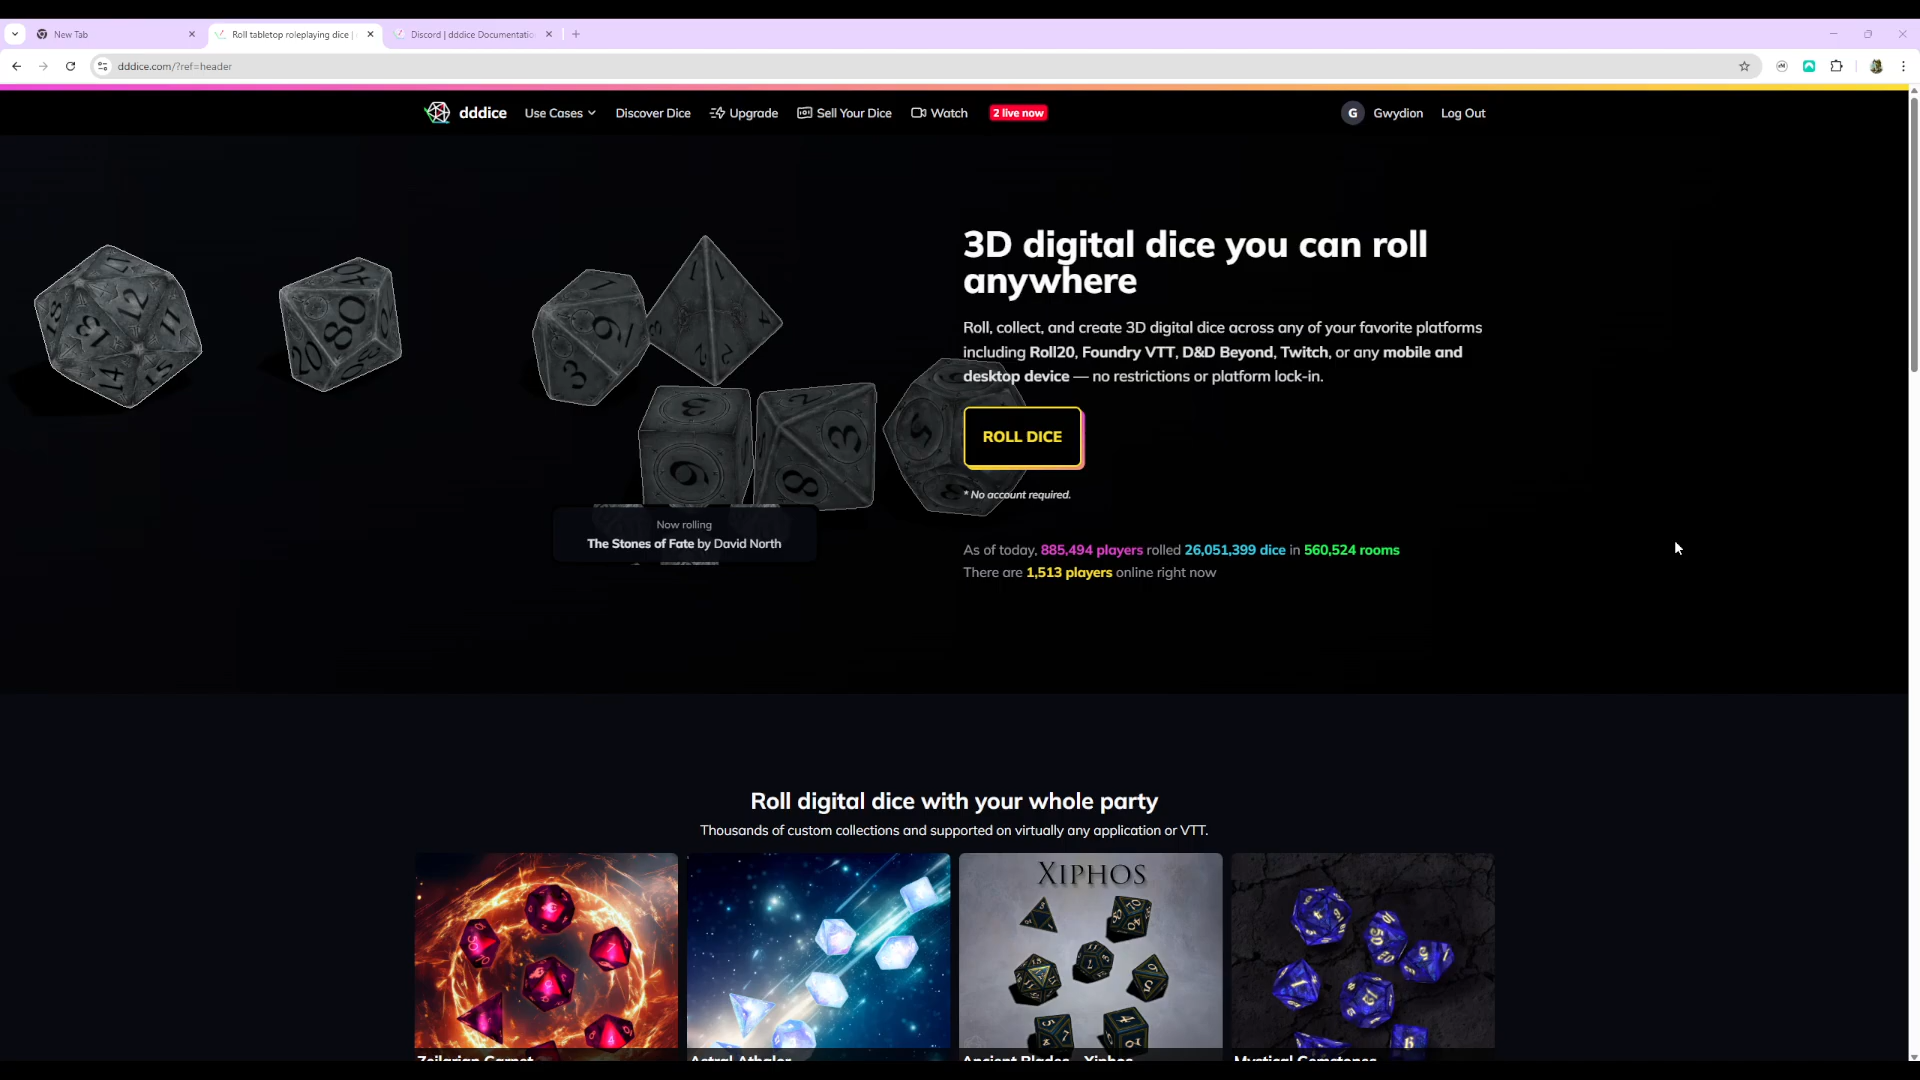 New Tab
Roll tabletop roleplaying dice |
Discord | dddice Documentatio
dddice.com/?ref=header
dddice
Use Cases
Discover Dice
Upgrade
Sell Your Dice
Watch
2 live now
G
Gwydion
Log Out
3D digital dice you can roll
anywhere
Roll, collect, and create 3D digital dice across any of your favorite platforms
including Roll20, Foundry VTT, D&D Beyond, Twitch, or any mobile and
desktop device — no restrictions or platform lock-in.
ROLL DICE
* No account required.
Now rolling
The Stones of Fate by David North
As of today, 885,494 players rolled 26,051,399 dice in 560,524 rooms
There are 1,513 players online right now
Roll digital dice with your whole party
Thousands of custom collections and supported on virtually any application or VTT.
XIPHOS
Zeilarian Garnet
Ancient Blades - Xiphos
Mystical Gemstones